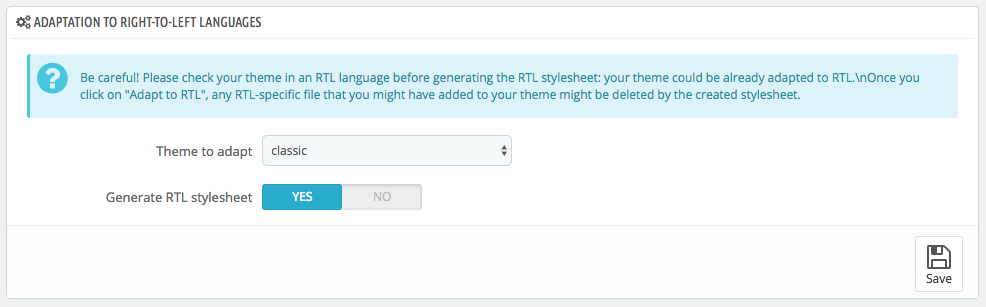 ADAPTATION TO RIGHT-TO-LEFT LANGUAGES
Be careful! Please check your theme in an RTL language before generating the RTL stylesheet: your theme could be already adapted to RTL.\nOnce you
click on "Adapt to RTL", any RTL-specific file that you might have added to your theme might be deleted by the created stylesheet.
Theme to adapt classic
Generate RTL stylesheet YES NO
Save